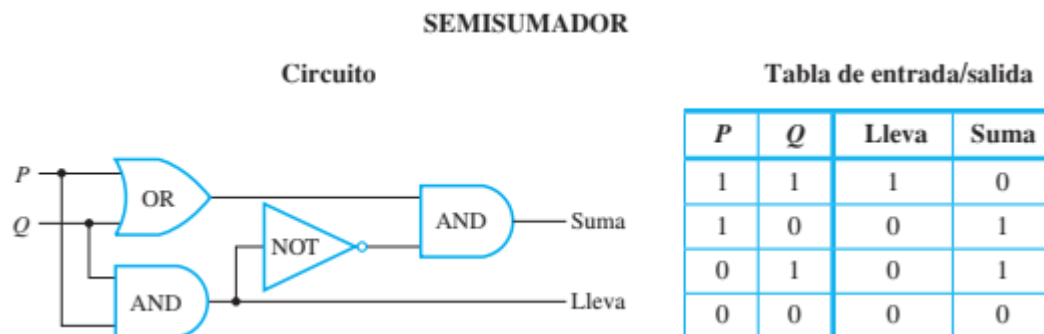 SEMISUMADOR
Circuito
P
Q
OR
AND
NOT
AND
Suma
Lleva
Tabla de entrada/salida
P Q Lleva Suma
1 1 1 0
1 0 0 1
0 1 0 1
0 0 0 0